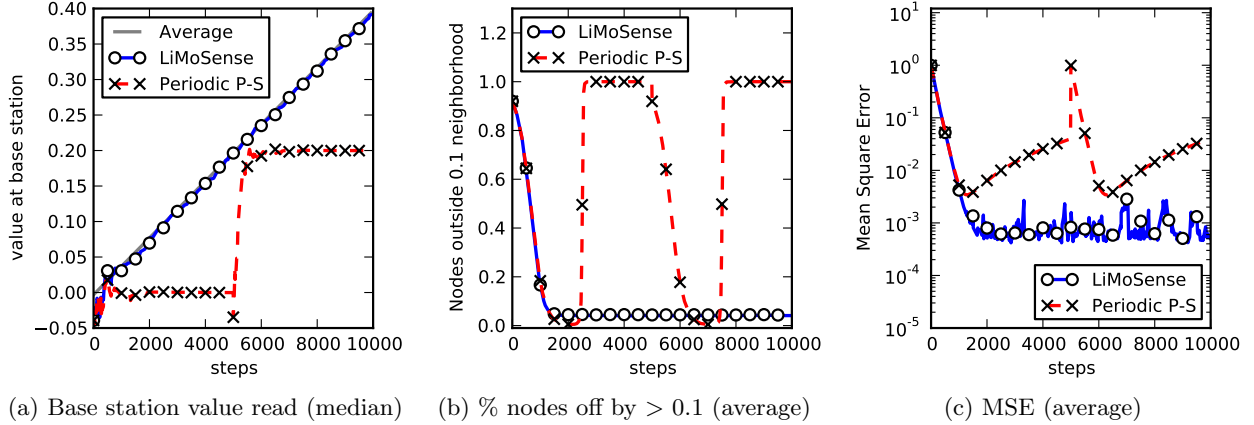 0.40
0.35
0.30
0.25
0.20
0.15
0.10
0.05
0.00
−0.05
value at base station
Average
LiMoSense
Periodic P-S
0 2000 4000 6000 8000 10000
steps
(a) Base station value read (median)
1.2
1.0
0.8
0.6
0.4
0.2
0.0
Nodes outside 0.1 neighborhood
LiMoSense
Periodic P-S
0 2000 4000 6000 8000 10000
steps
(b) % nodes off by > 0.1 (average)
10¹
10⁰
10⁻¹
10⁻²
10⁻³
10⁻⁴
10⁻⁵
Mean Square Error
LiMoSense
Periodic P-S
0 2000 4000 6000 8000 10000
steps
(c) MSE (average)